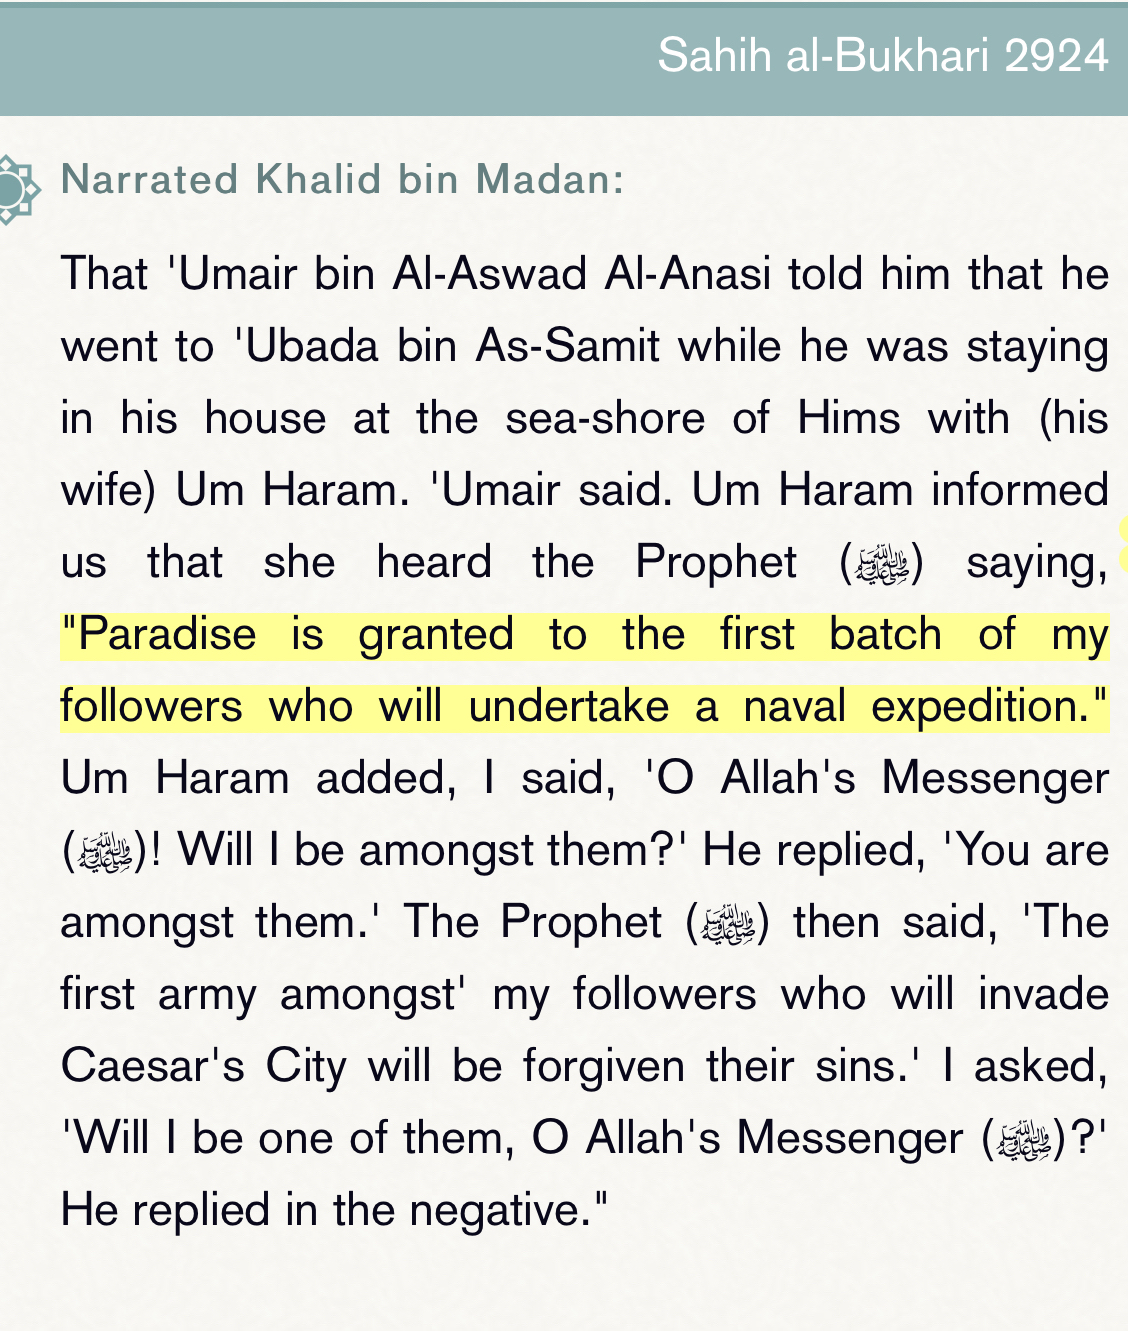 Sahih al-Bukhari 2924
Narrated Khalid bin Madan:
That 'Umair bin Al-Aswad Al-Anasi told him that he
went to 'Ubada bin As-Samit while he was staying
in his house at the sea-shore of Hims with (his
wife) Um Haram. 'Umair said. Um Haram informed
us that she heard the Prophet (ﷺ) saying,
"Paradise is granted to the first batch of my
followers who will undertake a naval expedition."
Um Haram added, I said, 'O Allah's Messenger
(ﷺ)! Will I be amongst them?' He replied, 'You are
amongst them.' The Prophet (ﷺ) then said, 'The
first army amongst' my followers who will invade
Caesar's City will be forgiven their sins.' I asked,
'Will I be one of them, O Allah's Messenger (ﷺ)?'
He replied in the negative."